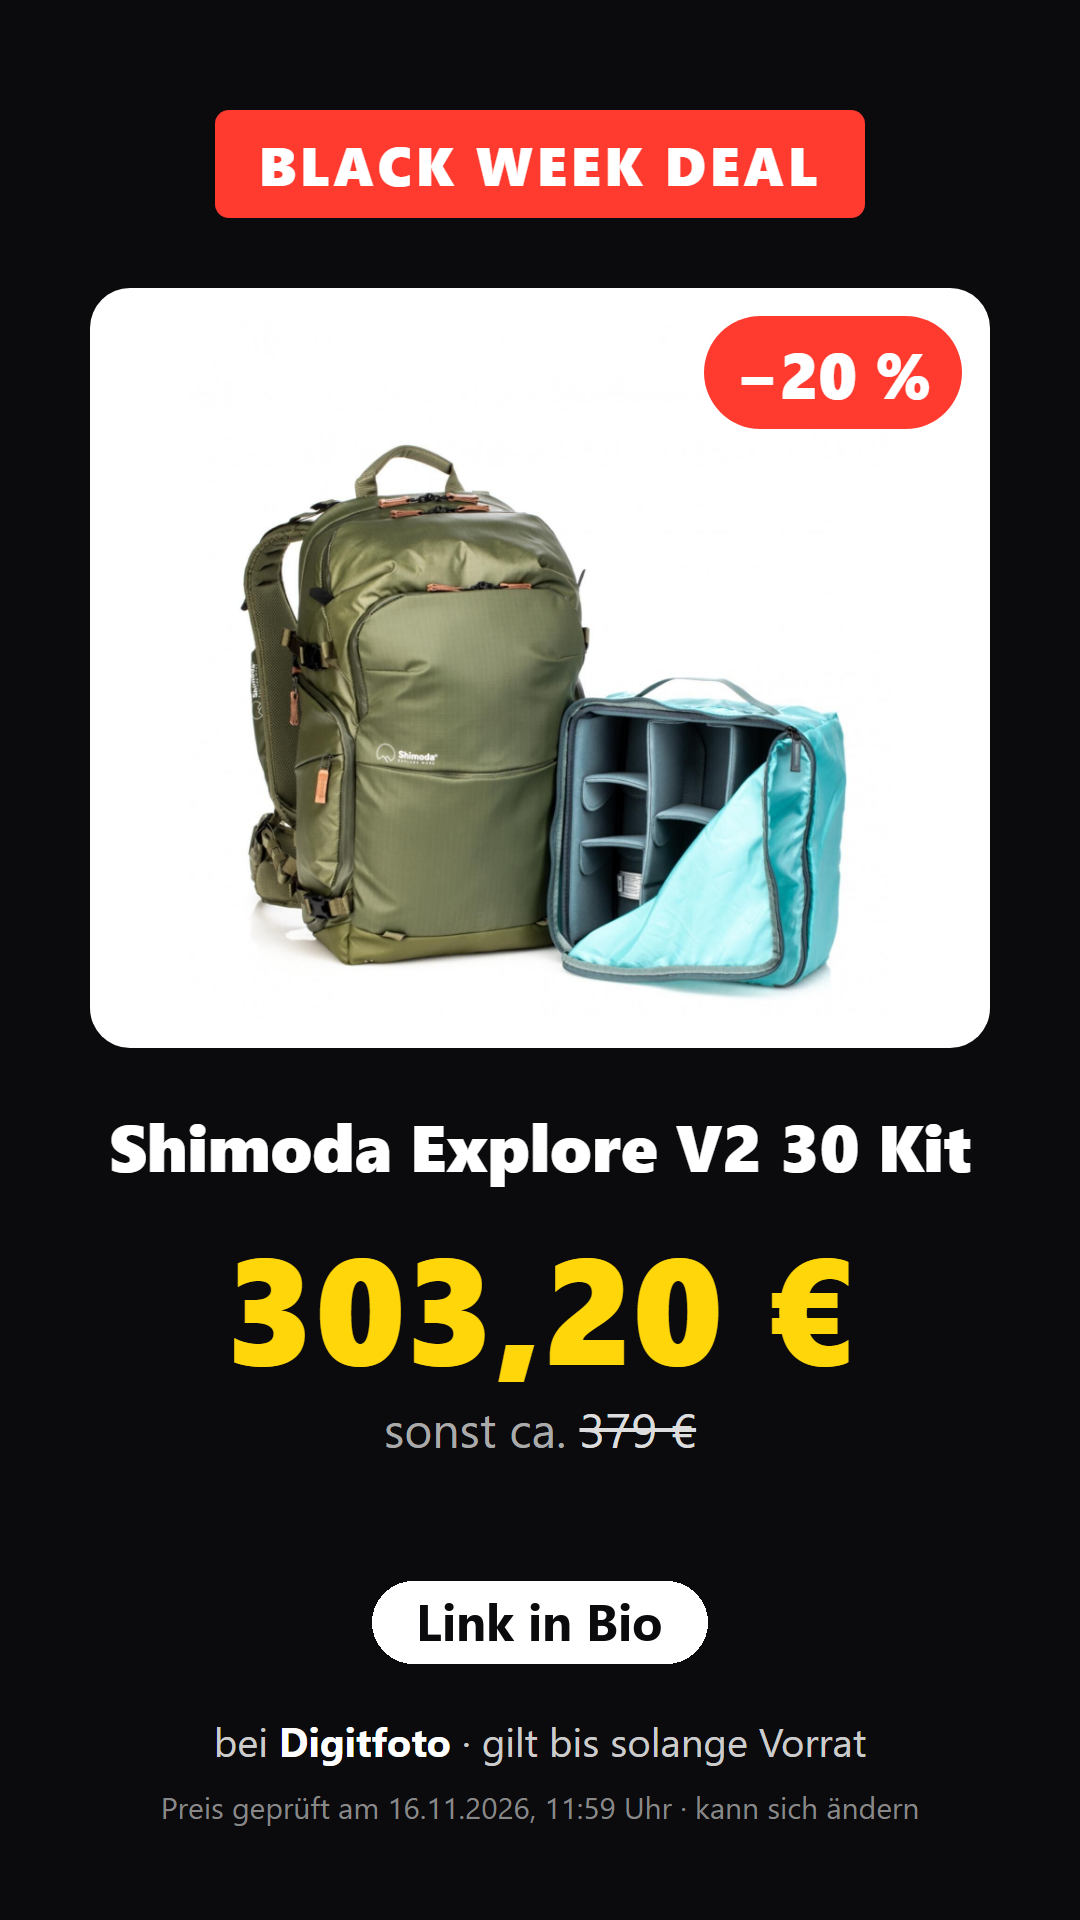 BLACK WEEK DEAL
–20 %
Shimoda
Shimoda Explore V2 30 Kit
303,20 €
sonst ca. 379 €
Link in Bio
bei Digitfoto · gilt bis solange Vorrat
Preis geprüft am 16.11.2026, 11:59 Uhr · kann sich ändern